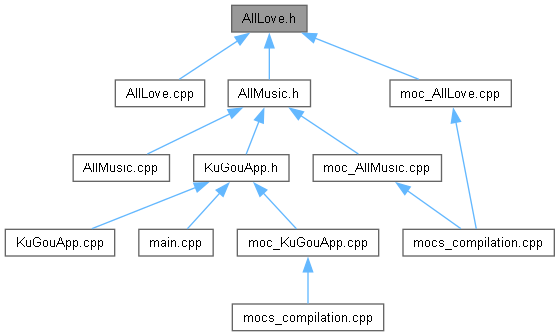 AllLove.h
AllLove.cpp
AllMusic.h
moc_AllLove.cpp
AllMusic.cpp
KuGouApp.h
moc_AllMusic.cpp
KuGouApp.cpp
main.cpp
moc_KuGouApp.cpp
mocs_compilation.cpp
mocs_compilation.cpp